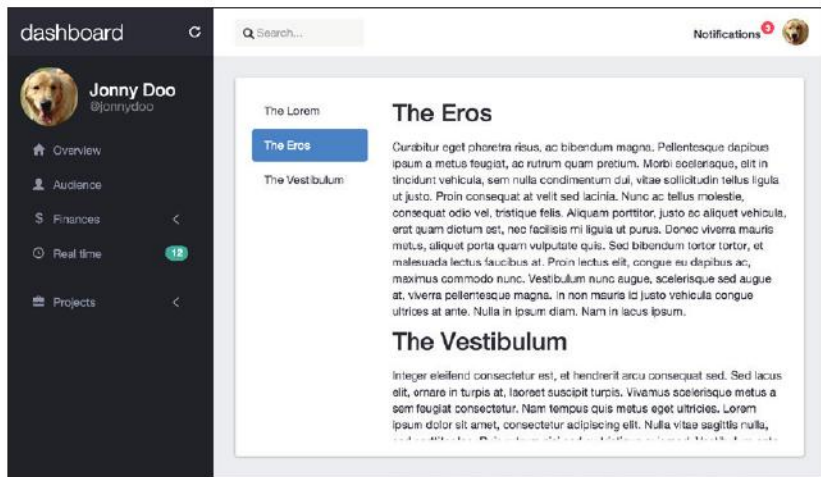 dashboard
Search...
Notifications
3
Jonny Doo
@jonnydoo
Overview
Audience
$ Finances
Real time
12
Projects
The Lorem
The Eros
The Vestibulum
The Eros
Curabitur eget pharetra risus, ac bibendum magna. Pellentesque dapibus
ipsum a metus feugiat, ac rutrum quam pretium. Morbi scelerisque, elit in
tincidunt vehicula, sem nulla condimentum dui, vitae sollicitudin tellus ligula
ut justo. Proin consequat at velit sed lacinia. Nunc ac tellus molestie,
consequat odio vel, tristique felis. Aliquam porttitor, justo ac aliquet vehicula,
erat quam dictum est, nec facilisis mi ligula ut purus. Donec viverra mauris
metus, aliquet porta quam vulputate quis. Sed bibendum tortor tortor, et
malesuada lectus faucibus at. Proin lectus elit, congue eu dapibus ac,
maximus commodo nunc. Vestibulum nunc augue, scelerisque sed augue
at, viverra pellentesque magna. In non mauris id justo vehicula congue
ultrices at ante. Nulla in ipsum diam. Nam in lacus ipsum.
The Vestibulum
Integer eleifend consectetur est, et hendrerit arcu consequat sed. Sed lacus
elit, ornare in turpis at, laoreet suscipit turpis. Vivamus scelerisque metus a
sem feugiat consectetur. Nam tempus quis metus eget ultricies. Lorem
ipsum dolor sit amet, consectetur adipiscing elit. Nulla vitae sagittis nulla,